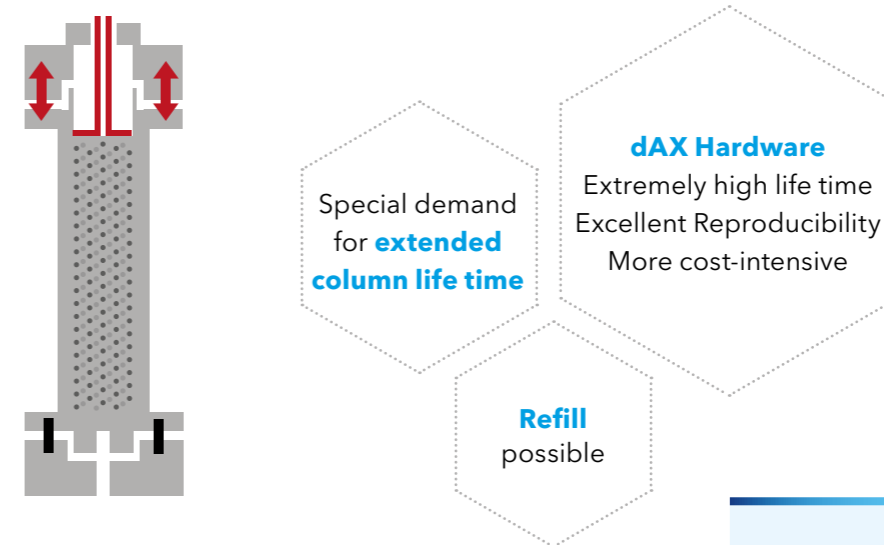 Special demand
for extended
column life time
dAX Hardware
Extremely high life time
Excellent Reproducibility
More cost-intensive
Refill
possible